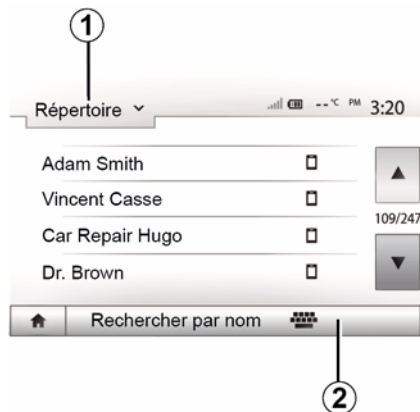 1
Répertoire
--°C PM 3:20
Adam Smith
Vincent Casse
Car Repair Hugo
109/247
Dr. Brown
Rechercher par nom
2